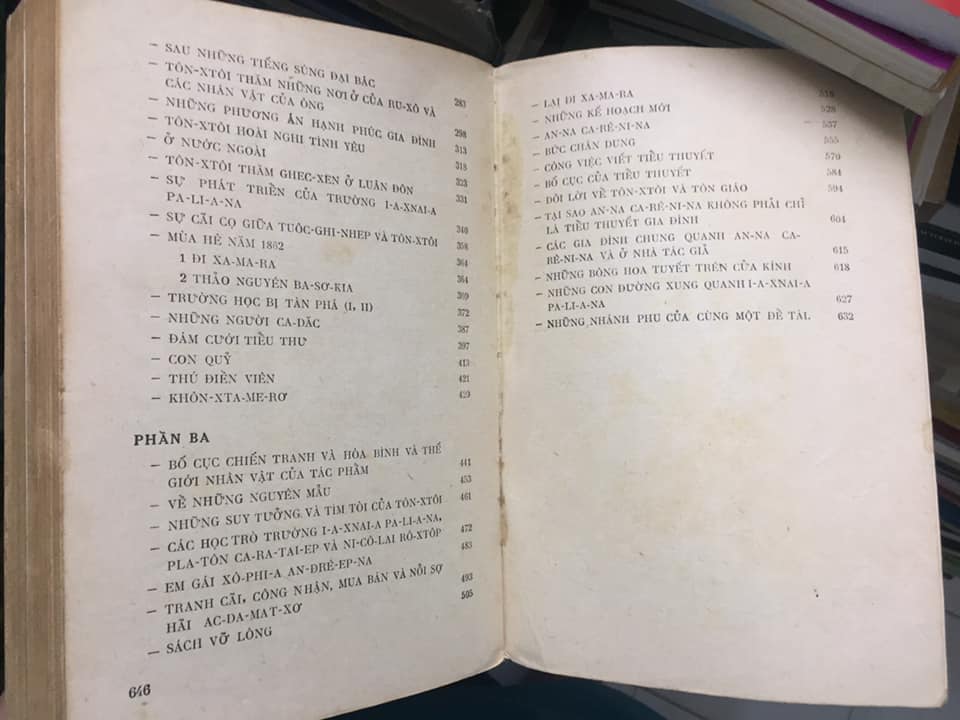 – SAU NHỮNG TIẾNG SÚNG ĐẠI BÁC
– TÔN-XTÔI THĂM NHỮNG NƠI Ở CỦA RU-XÔ VÀ
CÁC NHÂN VẬT CỦA ÔNG 283
– NHỮNG PHƯƠNG ÁN HẠNH PHÚC GIA ĐÌNH 298
– TÔN-XTÔI HOÀI NGHI TÌNH YÊU 313
– Ở NƯỚC NGOÀI 318
– TÔN-XTÔI THĂM GHEC-XEN Ở LUÂN ĐÔN 323
– SỰ PHÁT TRIỂN CỦA TRƯỜNG I-A-XNAI-A 331
PA-LI-A-NA
– SỰ CÃI CỌ GIỮA TUÔC-GHI-NHEP VÀ TÔN-XTÔI 340
– MÙA HÈ NĂM 1862 358
1 ĐI XA-MA-RA 364
2 THẢO NGUYÊN BA-SƠ-KIA 364
– TRƯỜNG HỌC BỊ TÀN PHÁ (I, II) 369
– NHỮNG NGƯỜI CA-DẮC 372
– ĐÁM CƯỚI TIỂU THƯ 387
– CON QUỶ 397
– THÚ ĐIỀN VIÊN 413
– KHÔN-XTA-ME-RƠ 421
429
PHẦN BA
– BỐ CỤC CHIẾN TRANH VÀ HÒA BÌNH VÀ THẾ
GIỚI NHÂN VẬT CỦA TÁC PHẨM 441
– VỀ NHỮNG NGUYÊN MẪU 453
– NHỮNG SUY TƯỞNG VÀ TÌM TÒI CỦA TÔN-XTÔI 461
– CÁC HỌC TRÒ TRƯỜNG I-A-XNAI-A PA-LI-A-NA,
PLA-TÔN CA-RA-TAI-EP VÀ NI-CÔ-LAI RÔ-XTỐP 472
– EM GÁI XÔ-PHI-A AN-ĐRÊ-EP-NA 483
– TRANH CÃI, CÔNG NHẬN, MUA BÁN VÀ NỖI SỢ
HÃI AC-DA-MAT-XƠ 493
– SÁCH VỠ LÒNG 505
646
– LẠI ĐI XA-MA-RA 518
– NHỮNG KẾ HOẠCH MỚI 528
– AN-NA CA-RÊ-NI-NA 537
– BỨC CHÂN DUNG 555
– CÔNG VIỆC VIẾT TIỂU THUYẾT 570
– BỐ CỤC CỦA TIỂU THUYẾT 584
– ĐÔI LỜI VỀ TÔN-XTÔI VÀ TÔN GIÁO 594
– TẠI SAO AN-NA CA-RÊ-NI-NA KHÔNG PHẢI CHỈ
LÀ TIỂU THUYẾT GIA ĐÌNH 604
– CÁC GIA ĐÌNH CHUNG QUANH AN-NA CA-
RÊ-NI-NA VÀ Ở NHÀ TÁC GIẢ 615
– NHỮNG BÔNG HOA TUYẾT TRÊN CỬA KÍNH 618
– NHỮNG CON ĐƯỜNG XUNG QUANH I-A-XNAI-A
PA-LI-A-NA 627
– NHỮNG NHÁNH PHỤ CỦA CÙNG MỘT ĐỀ TÀI. 632